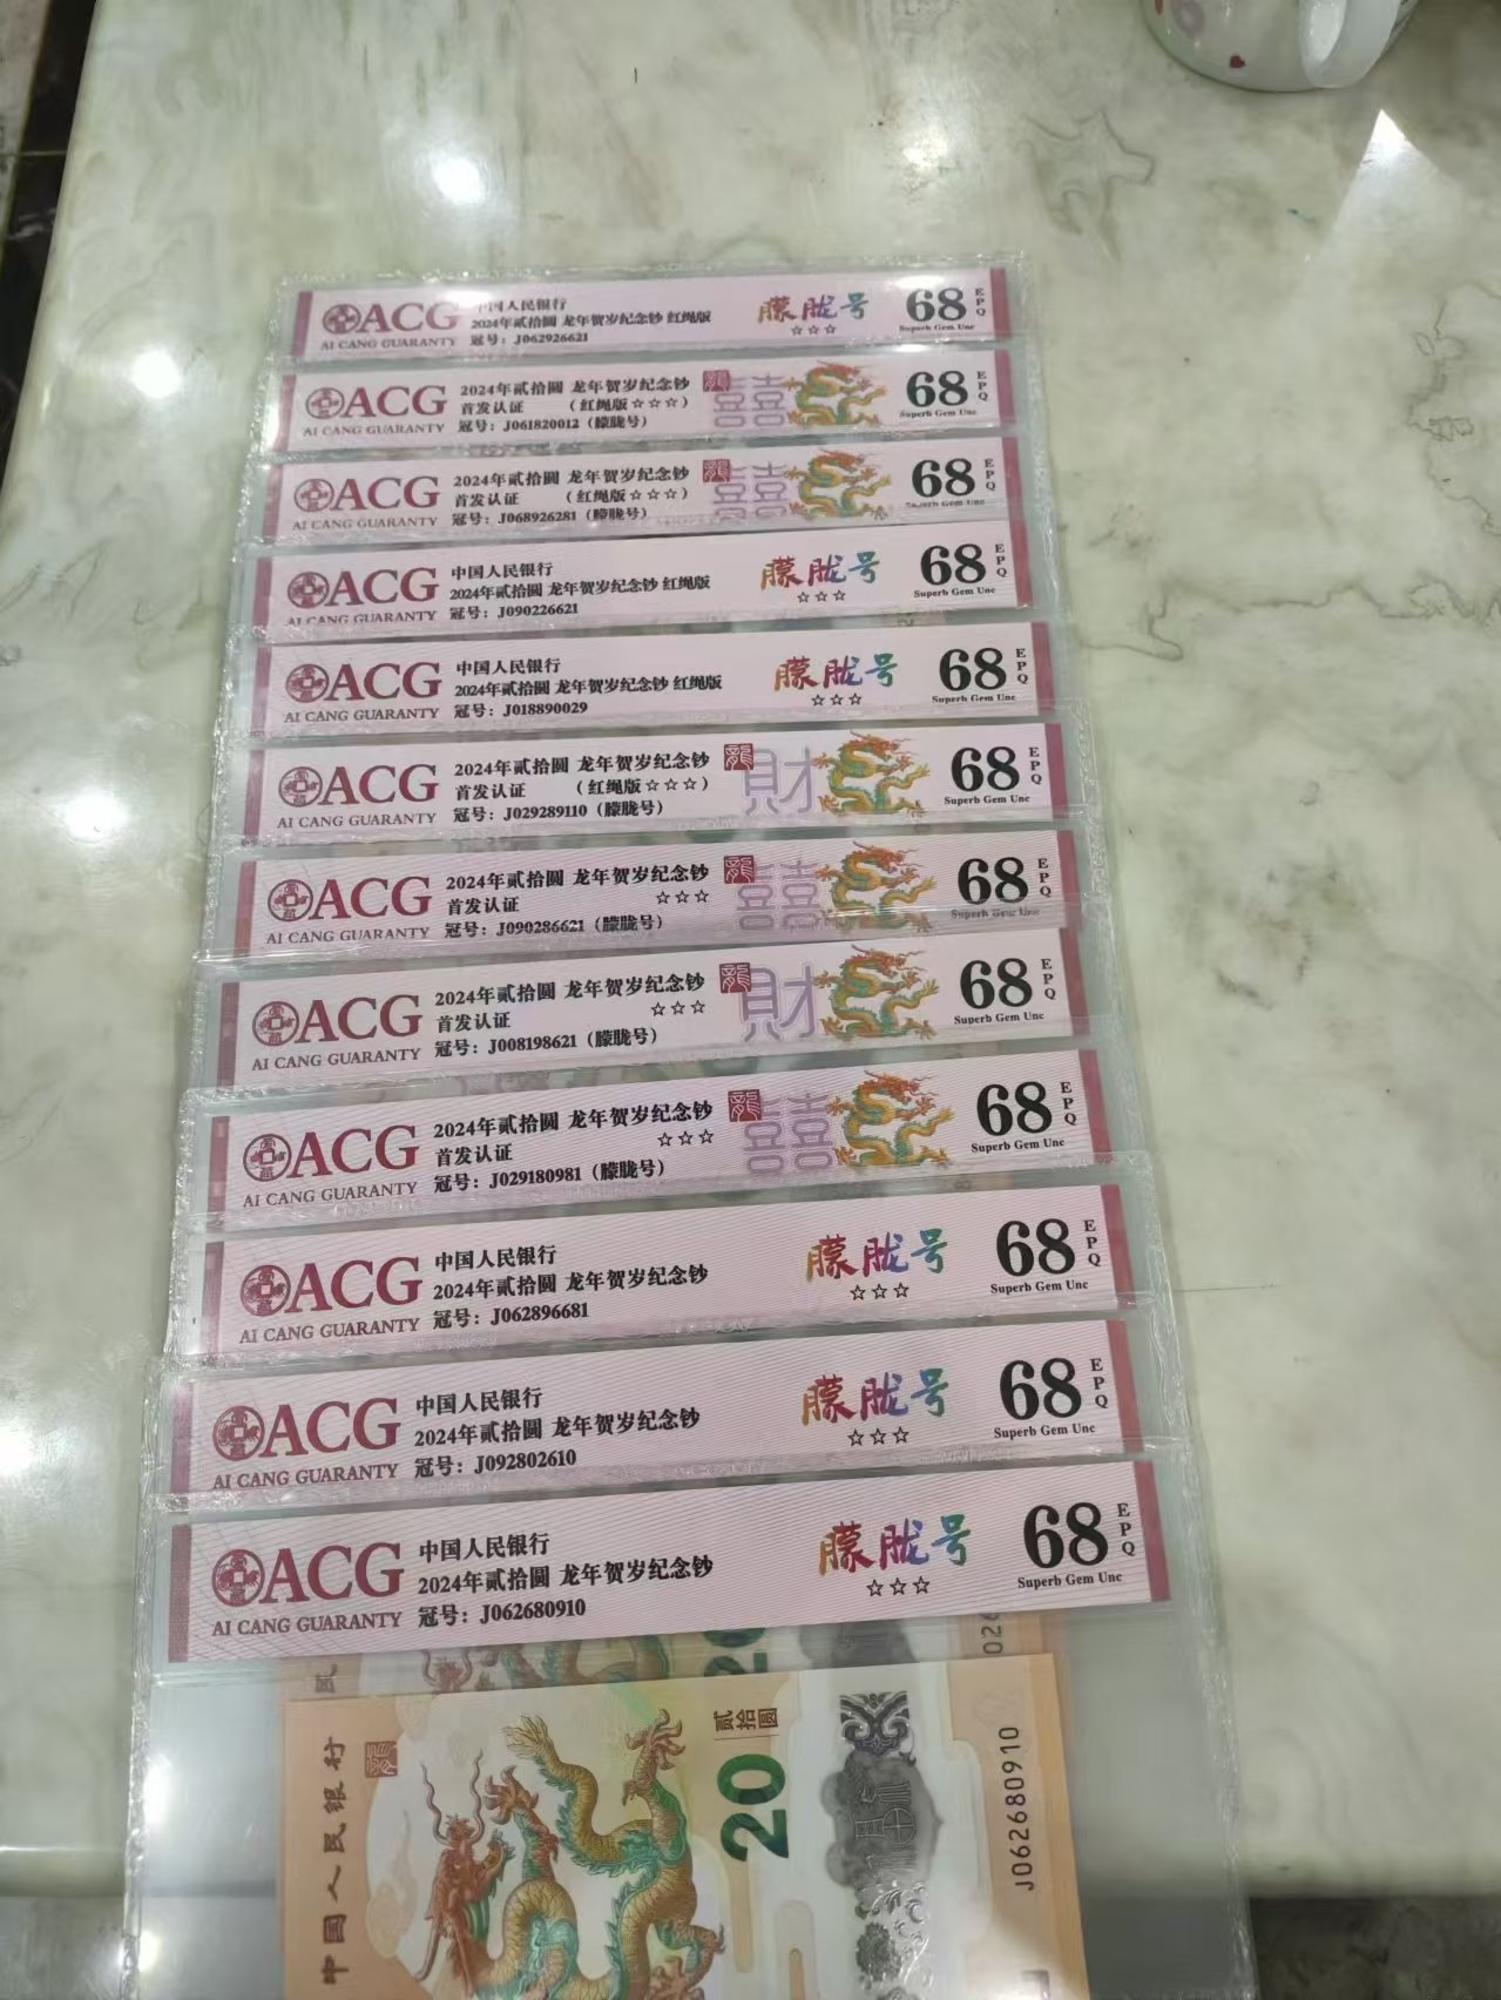 ACG
AI CANG GUARANTY
中国人民银行
2024年贰拾圆 龙年贺岁纪念钞 红绳版
冠号：J062926621
朦胧号
☆☆☆
68
EPQ
Superb Gem Unc
ACG
AI CANG GUARANTY
2024年贰拾圆 龙年贺岁纪念钞
首发认证 （红绳版☆☆☆）
冠号：J061820012（朦胧号）
龍
囍
68
EPQ
Superb Gem Unc
ACG
AI CANG GUARANTY
2024年贰拾圆 龙年贺岁纪念钞
首发认证 （红绳版☆☆☆）
冠号：J068926281（朦胧号）
龍
囍
68
EPQ
Superb Gem Unc
ACG
AI CANG GUARANTY
中国人民银行
2024年贰拾圆 龙年贺岁纪念钞 红绳版
冠号：J090226621
朦胧号
☆☆☆
68
EPQ
Superb Gem Unc
ACG
AI CANG GUARANTY
中国人民银行
2024年贰拾圆 龙年贺岁纪念钞 红绳版
冠号：J018890029
朦胧号
☆☆☆
68
EPQ
Superb Gem Unc
ACG
AI CANG GUARANTY
2024年贰拾圆 龙年贺岁纪念钞
首发认证 （红绳版☆☆☆）
冠号：J029289110（朦胧号）
龍
財
68
EPQ
Superb Gem Unc
ACG
AI CANG GUARANTY
2024年贰拾圆 龙年贺岁纪念钞
首发认证 ☆☆☆
冠号：J090286621（朦胧号）
龍
囍
68
EPQ
Superb Gem Unc
ACG
AI CANG GUARANTY
2024年贰拾圆 龙年贺岁纪念钞
首发认证 ☆☆☆
冠号：J008198621（朦胧号）
龍
財
68
EPQ
Superb Gem Unc
ACG
AI CANG GUARANTY
2024年贰拾圆 龙年贺岁纪念钞
首发认证 ☆☆☆
冠号：J029180981（朦胧号）
龍
囍
68
EPQ
Superb Gem Unc
ACG
AI CANG GUARANTY
中国人民银行
2024年贰拾圆 龙年贺岁纪念钞
冠号：J062896681
朦胧号
☆☆☆
68
EPQ
Superb Gem Unc
ACG
AI CANG GUARANTY
中国人民银行
2024年贰拾圆 龙年贺岁纪念钞
冠号：J092802610
朦胧号
☆☆☆
68
EPQ
Superb Gem Unc
ACG
AI CANG GUARANTY
中国人民银行
2024年贰拾圆 龙年贺岁纪念钞
冠号：J062680910
朦胧号
☆☆☆
68
EPQ
Superb Gem Unc
中国人民银行
贰拾圆
20
J062680910